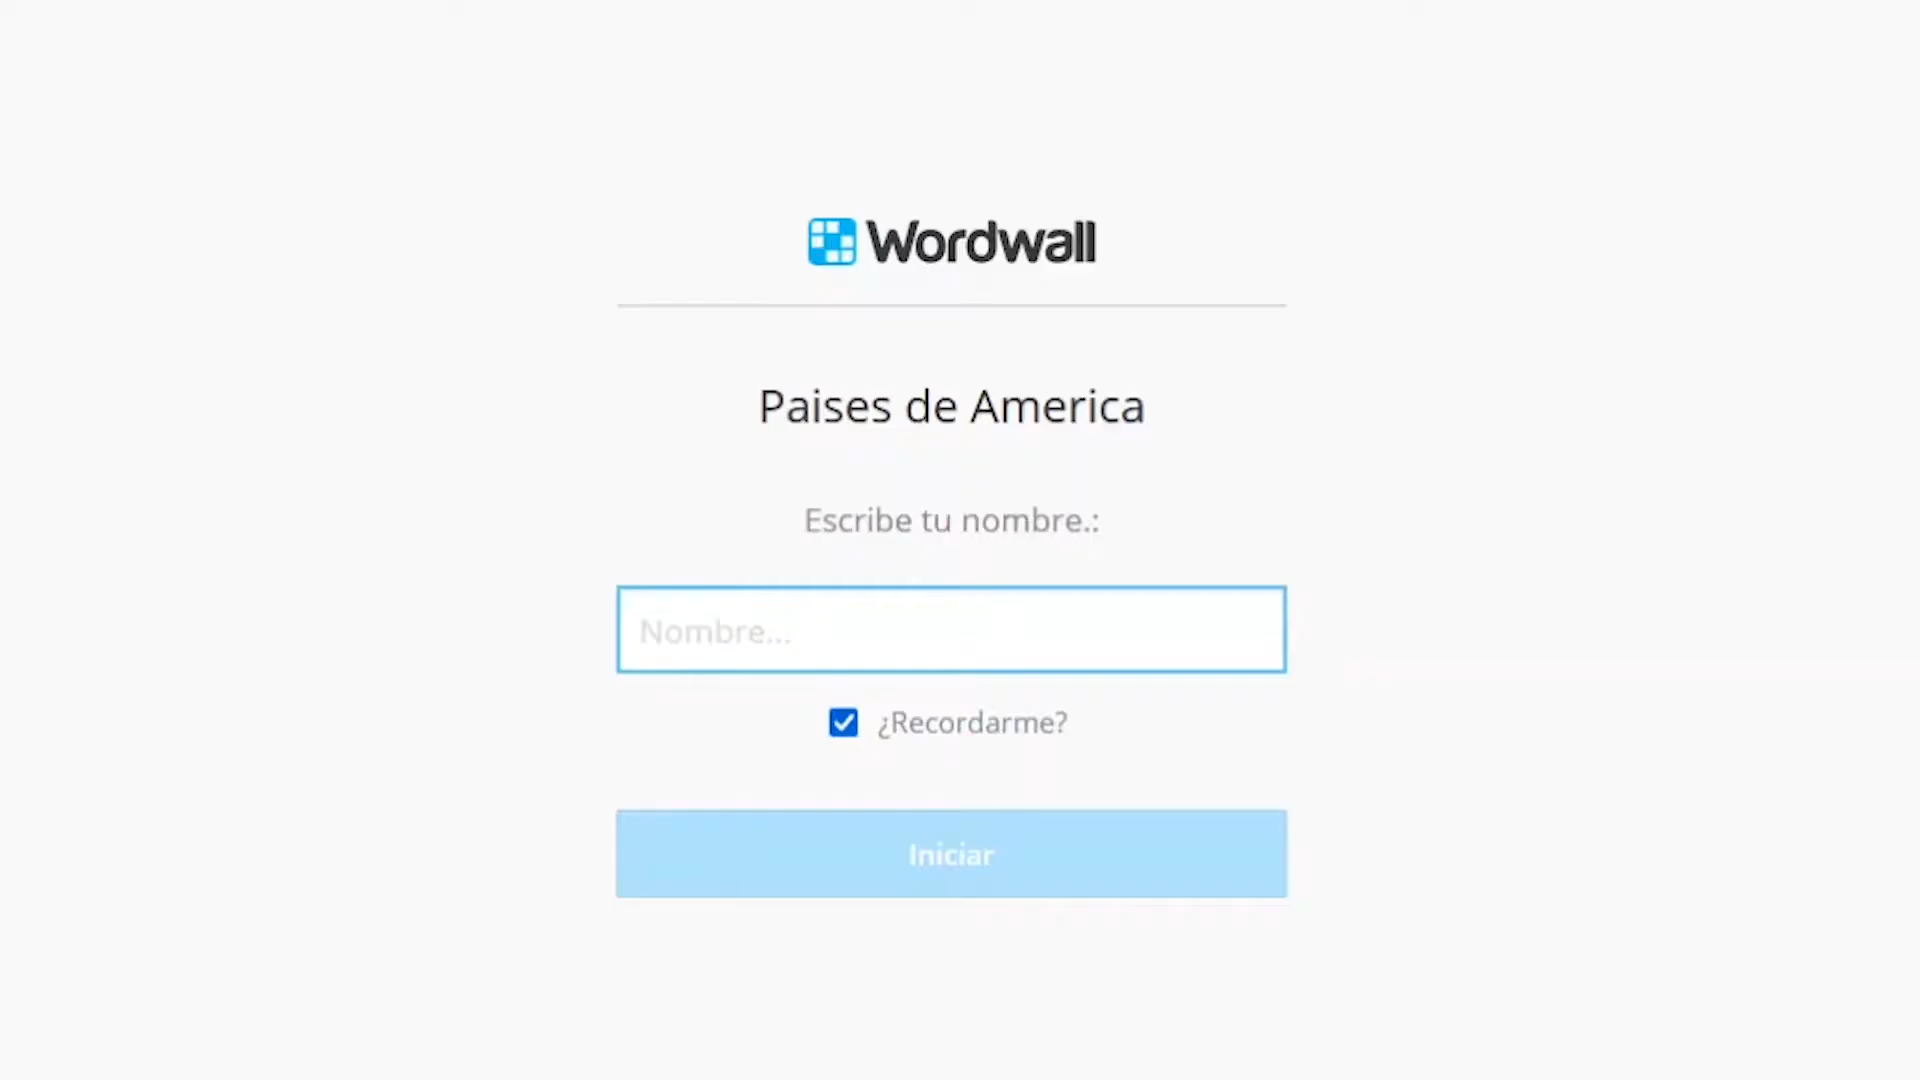 Wordwall
Paises de America
Escribe tu nombre.:
Nombre...
¿Recordarme?
Iniciar